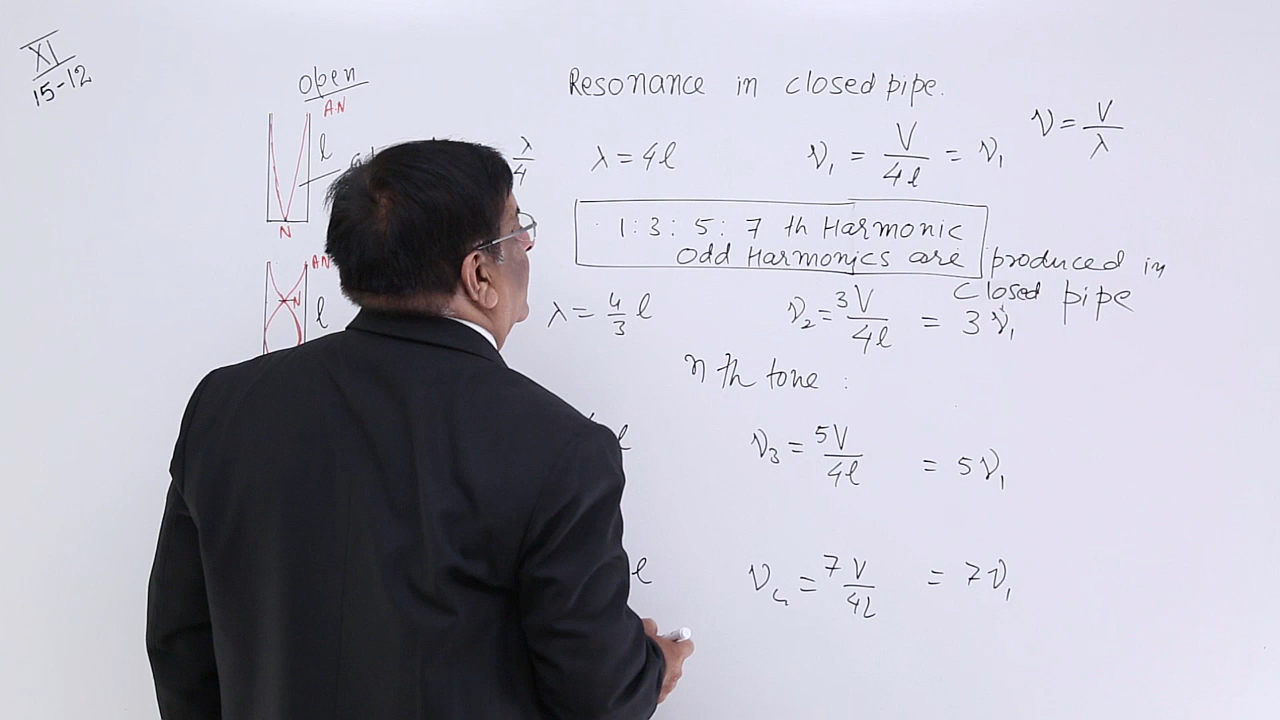 XI
15-12
open
Resonance in closed pipe.
A.N
ν = V/λ
l
λ/4
λ = 4l
ν₁ = V/4l = ν₁
N
1 : 3 : 5 : 7 th Harmonic
odd Harmonics are produced in
closed pipe
AN
N
l
λ = 4/3 l
ν₂ = 3V/4l = 3ν₁
n th tone :
l
ν₃ = 5V/4l = 5ν₁
l
ν₄ = 7V/4l = 7ν₁